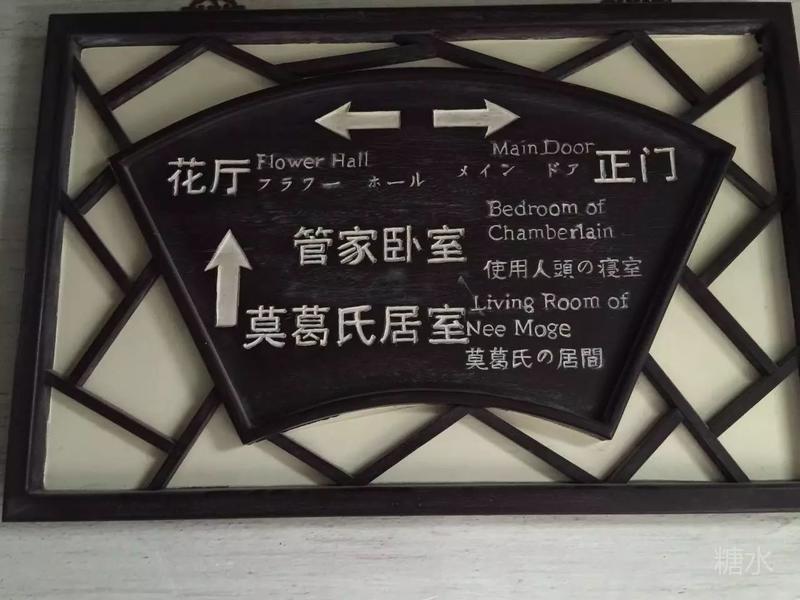 花厅 Flower Hall
フラワー ホール
Main Door 正门
メイン ドア
管家卧室 Bedroom of
Chamberlain
使用人頭の寝室
莫葛氏居室 Living Room of
Nee Moge
莫葛氏の居間
糖水